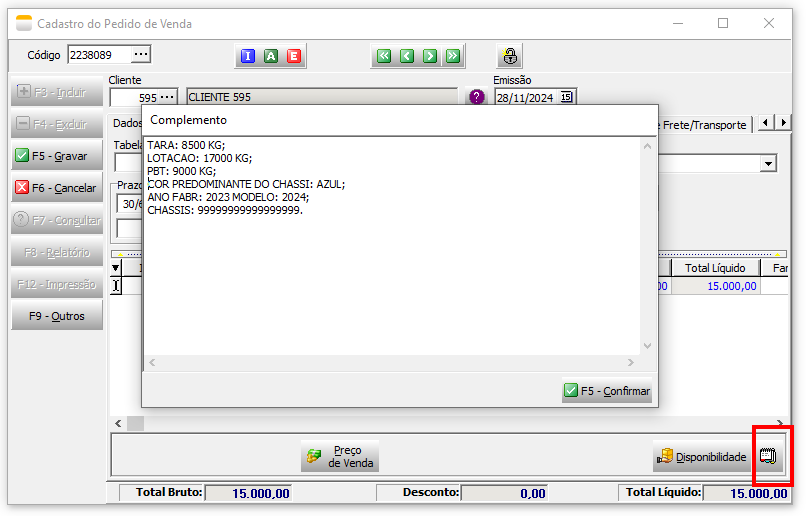 Cadastro do Pedido de Venda
Código 2238089 ...
I A E
F3 - Incluir
F4 - Excluir
F5 - Gravar
F6 - Cancelar
F7 - Consultar
F8 - Relatório
F12 - Impressão
F9 - Outros
Cliente
595 ...
CLIENTE 595
?
Emissão
28/11/2024 15
Dados
e Frete/Transporte
Tabela
Prazo
30/6
Complemento
TARA: 8500 KG;
LOTACAO: 17000 KG;
PBT: 9000 KG;
COR PREDOMINANTE DO CHASSI: AZUL;
ANO FABR: 2023 MODELO: 2024;
CHASSIS: 99999999999999999.
F5 - Confirmar
Total Líquido Far
00 15.000,00
Preço
de Venda
Disponibilidade
Total Bruto: 15.000,00 Desconto: 0,00 Total Líquido: 15.000,00